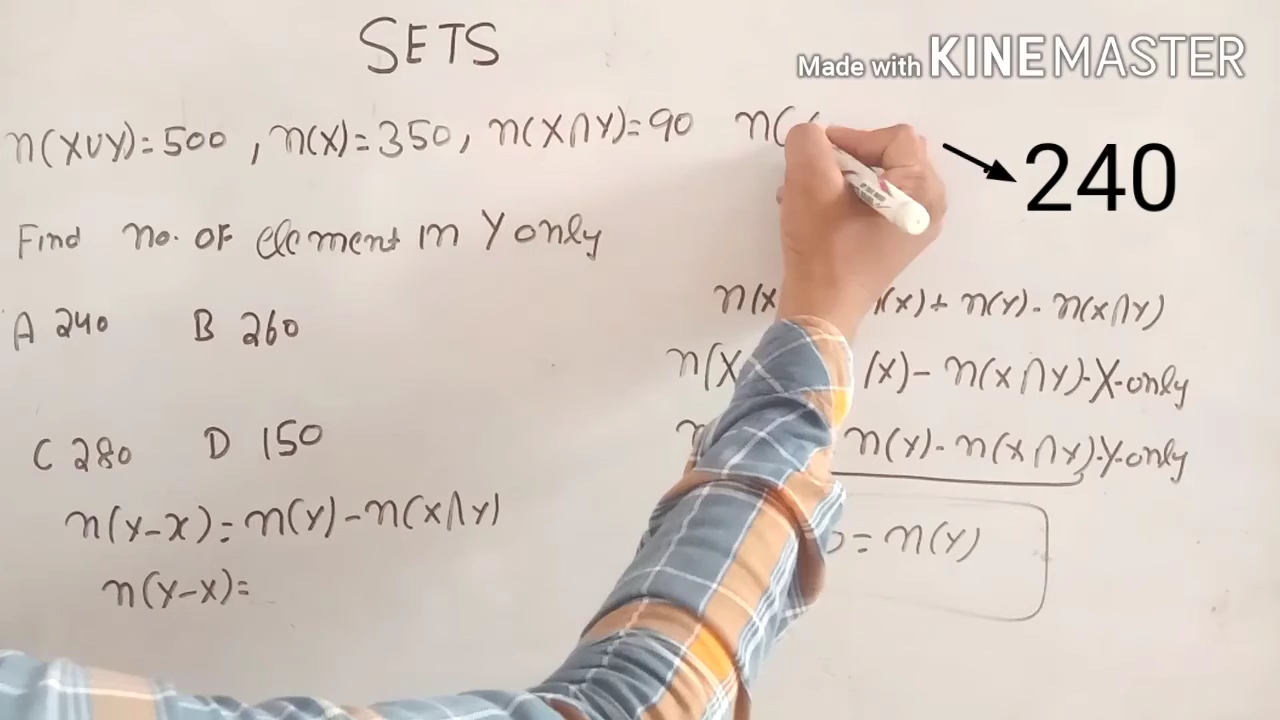 SETS
Made with KINEMASTER
n(X∪Y)=500 , n(X)=350, n(X∩Y)=90 n(
240
Find no. of element in Y only
n(x (x)+ n(y)- n(x∩y)
A 240 B 260
n(X (x)- n(x∩y)-X-only
C 280 D 150
n(y)- n(x∩y)-Y-only
n(y-x)=n(y)-n(x∩y)
=n(y)
n(y-x)=